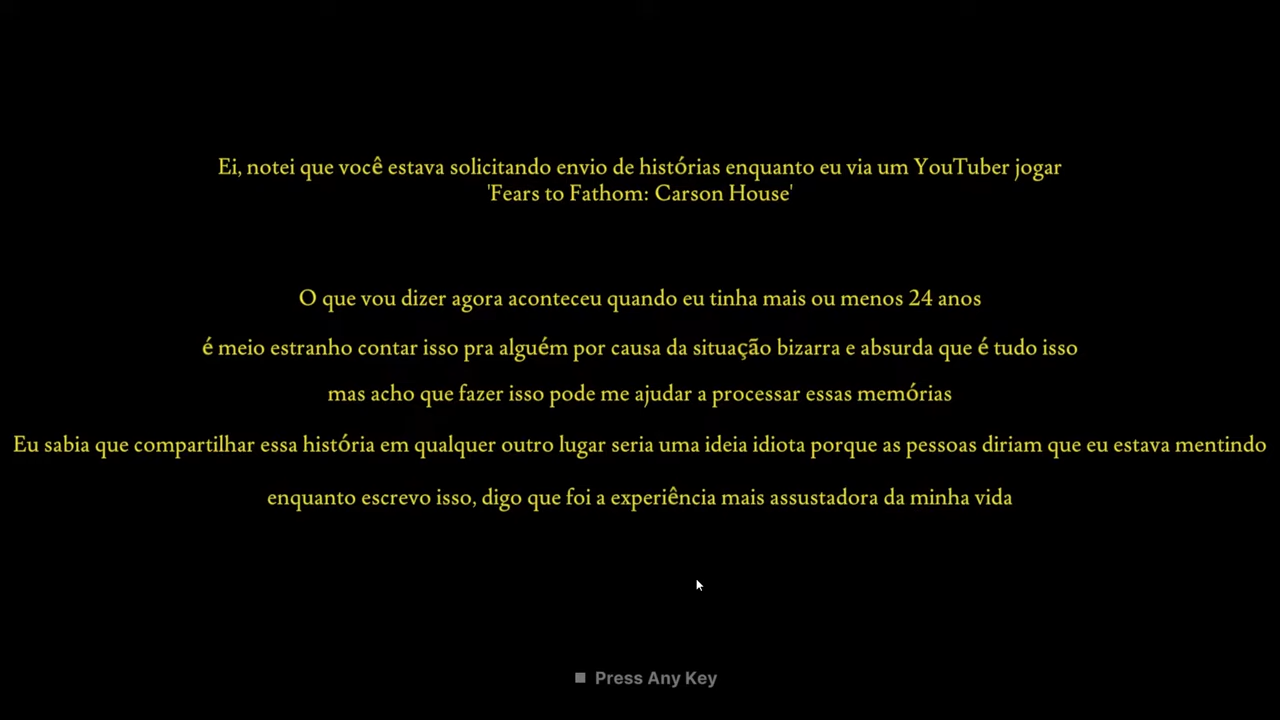 Ei, notei que você estava solicitando envio de histórias enquanto eu via um YouTuber jogar
'Fears to Fathom: Carson House'
O que vou dizer agora aconteceu quando eu tinha mais ou menos 24 anos
é meio estranho contar isso pra alguém por causa da situação bizarra e absurda que é tudo isso
mas acho que fazer isso pode me ajudar a processar essas memórias
Eu sabia que compartilhar essa história em qualquer outro lugar seria uma ideia idiota porque as pessoas diriam que eu estava mentindo
enquanto escrevo isso, digo que foi a experiência mais assustadora da minha vida
Press Any Key